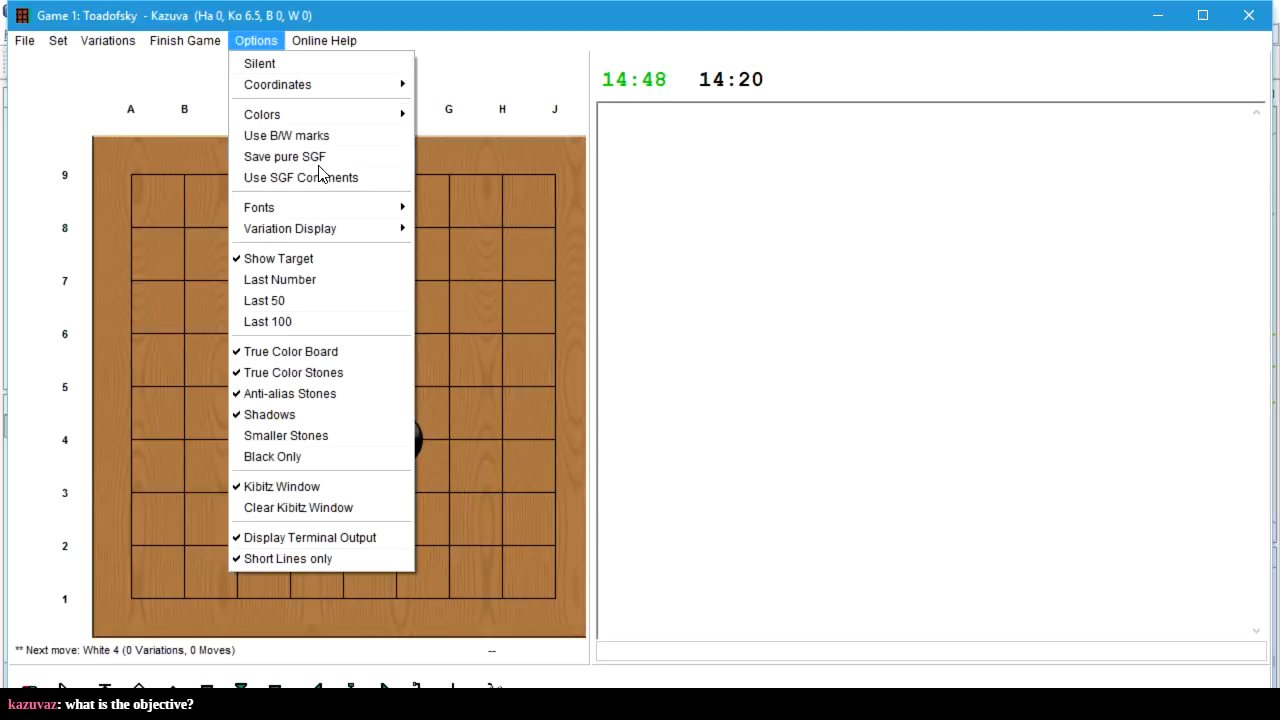 Game 1: Toadofsky - Kazuva (Ha 0, Ko 6.5, B 0, W 0)
File Set Variations Finish Game Options Online Help
Silent
14:48 14:20
Coordinates
A B G H J
Colors
Use B/W marks
Save pure SGF
9
Use SGF Comments
Fonts
8
Variation Display
Show Target
7
Last Number
Last 50
Last 100
6
True Color Board
True Color Stones
5
Anti-alias Stones
Shadows
Smaller Stones
4
Black Only
Kibitz Window
3
Clear Kibitz Window
Display Terminal Output
2
Short Lines only
1
** Next move: White 4 (0 Variations, 0 Moves) --
kazuvaz: what is the objective?